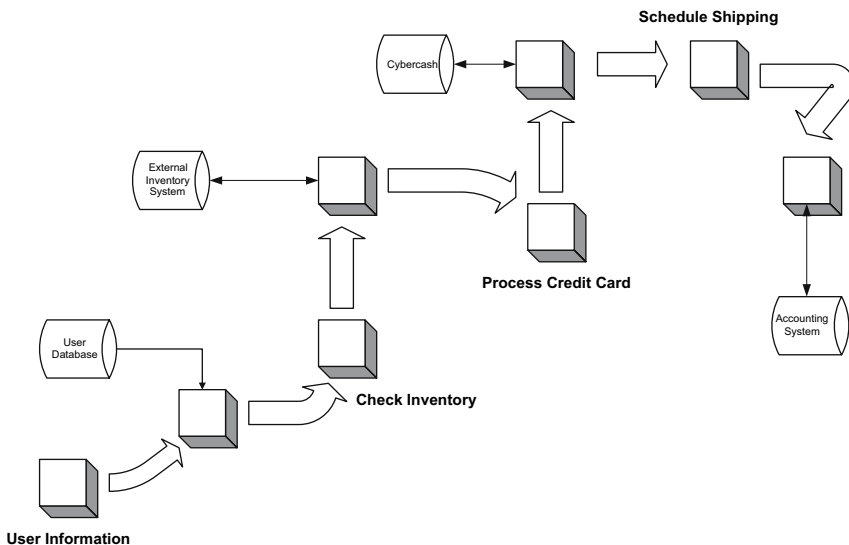 Schedule Shipping
Cybercash
External
Inventory
System
Process Credit Card
Accounting
System
User
Database
Check Inventory
User Information